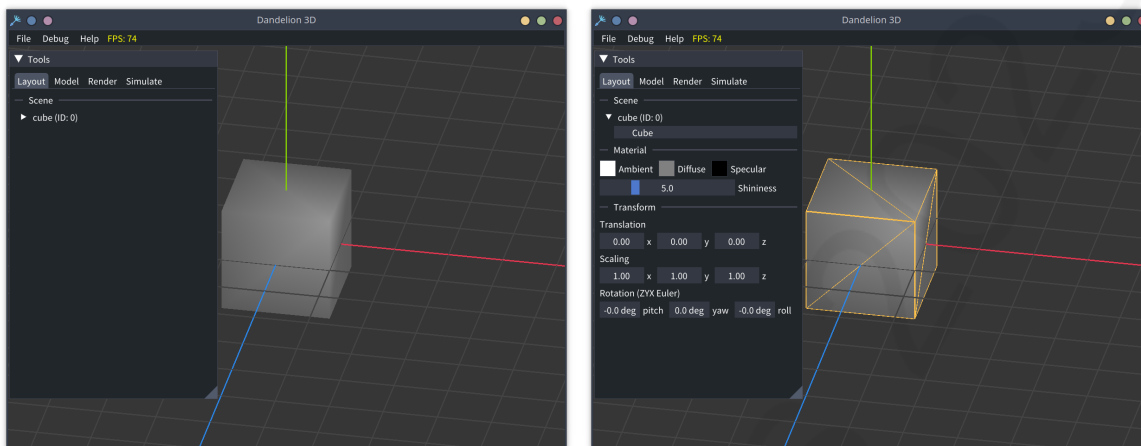 Dandelion 3D
File Debug Help FPS: 74
Tools
Layout Model Render Simulate
Scene
cube (ID: 0)
Dandelion 3D
File Debug Help FPS: 74
Tools
Layout Model Render Simulate
Scene
cube (ID: 0)
Cube
Material
Ambient Diffuse Specular
5.0 Shininess
Transform
Translation
0.00 x 0.00 y 0.00 z
Scaling
1.00 x 1.00 y 1.00 z
Rotation (ZYX Euler)
-0.0 deg pitch 0.0 deg yaw -0.0 deg roll